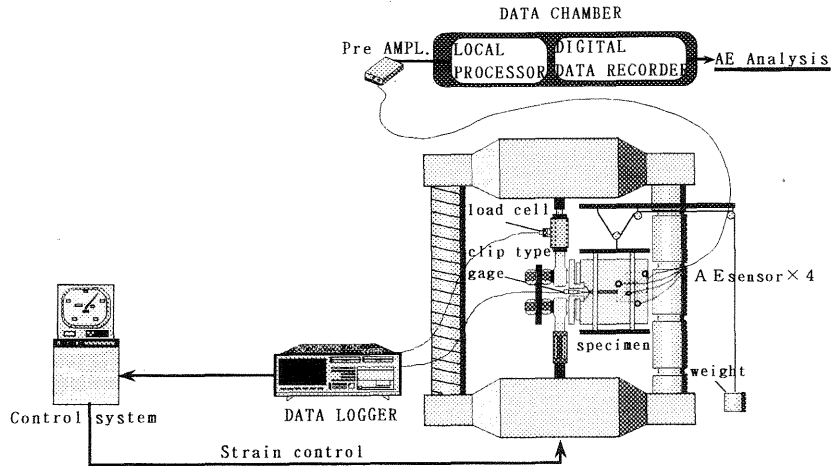 DATA CHAMBER
Pre AMPL.
LOCAL
PROCESSOR
DIGITAL
DATA RECORDER
AE Analysis
load cell
clip type
gage
AEsensor×4
specimen
weight
Control system
DATA LOGGER
Strain control